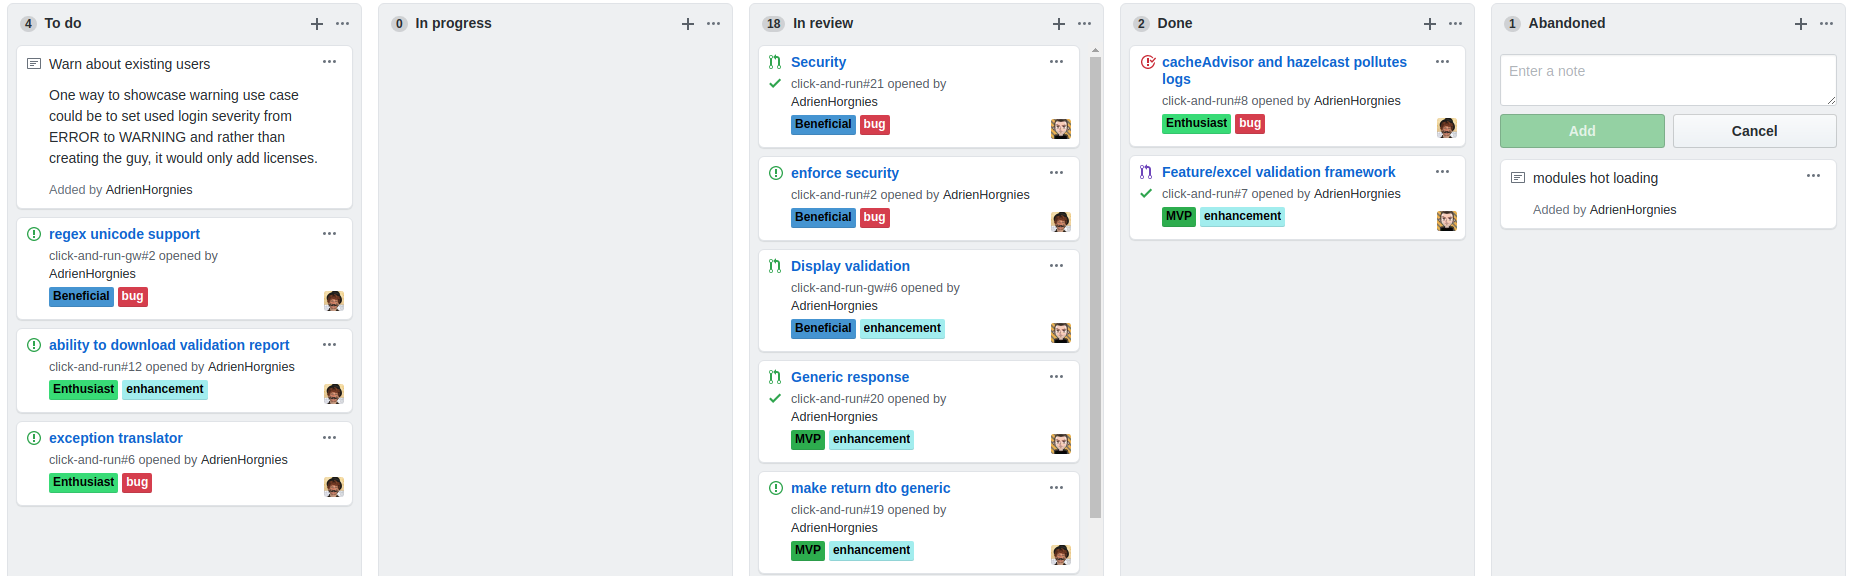 4 To do
Warn about existing users
One way to showcase warning use case
could be to set used login severity from
ERROR to WARNING and rather than
creating the guy, it would only add licenses.
Added by AdrienHorgnies
regex unicode support
click-and-run-gw#2 opened by
AdrienHorgnies
Beneficial bug
ability to download validation report
click-and-run#12 opened by AdrienHorgnies
Enthusiast enhancement
exception translator
click-and-run#6 opened by AdrienHorgnies
Enthusiast bug
0 In progress
18 In review
Security
click-and-run#21 opened by
AdrienHorgnies
Beneficial bug
enforce security
click-and-run#2 opened by AdrienHorgnies
Beneficial bug
Display validation
click-and-run-gw#6 opened by
AdrienHorgnies
Beneficial enhancement
Generic response
click-and-run#20 opened by
AdrienHorgnies
MVP enhancement
make return dto generic
click-and-run#19 opened by
AdrienHorgnies
MVP enhancement
2 Done
cacheAdvisor and hazelcast pollutes
logs
click-and-run#8 opened by AdrienHorgnies
Enthusiast bug
Feature/excel validation framework
click-and-run#7 opened by AdrienHorgnies
MVP enhancement
1 Abandoned
Enter a note
Add Cancel
modules hot loading
Added by AdrienHorgnies